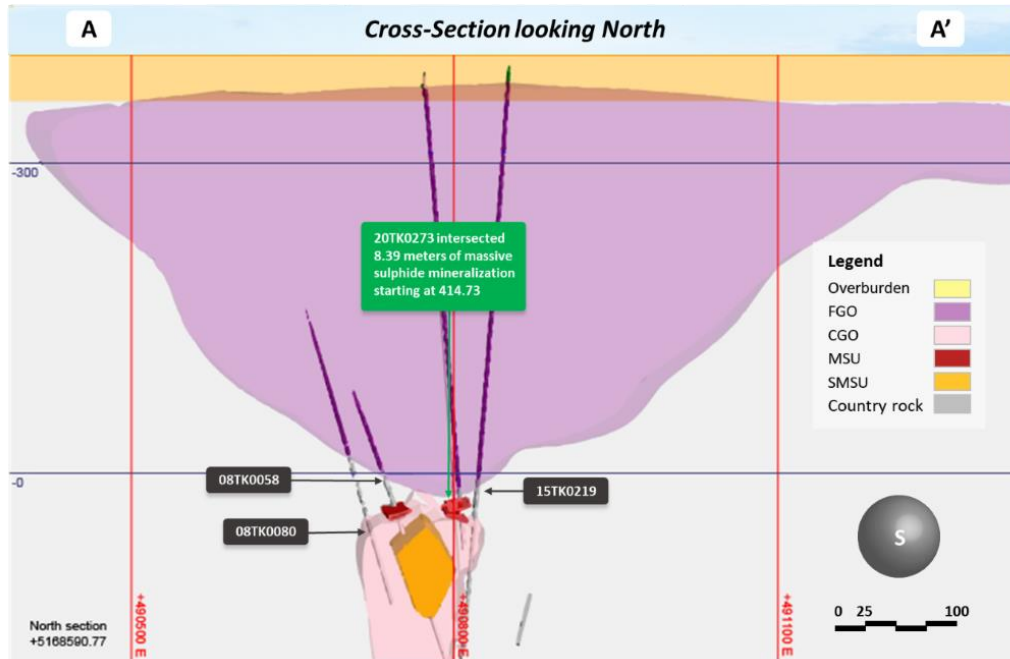 A
Cross-Section looking North
A'
-300
20TK0273 intersected
8.39 meters of massive
sulphide mineralization
starting at 414.73
Legend
Overburden
FGO
CGO
MSU
SMSU
Country rock
-0
08TK0058
15TK0219
08TK0080
S
0 25 100
North section
+5168590.77
+490500 E
+490800 E
+491100 E